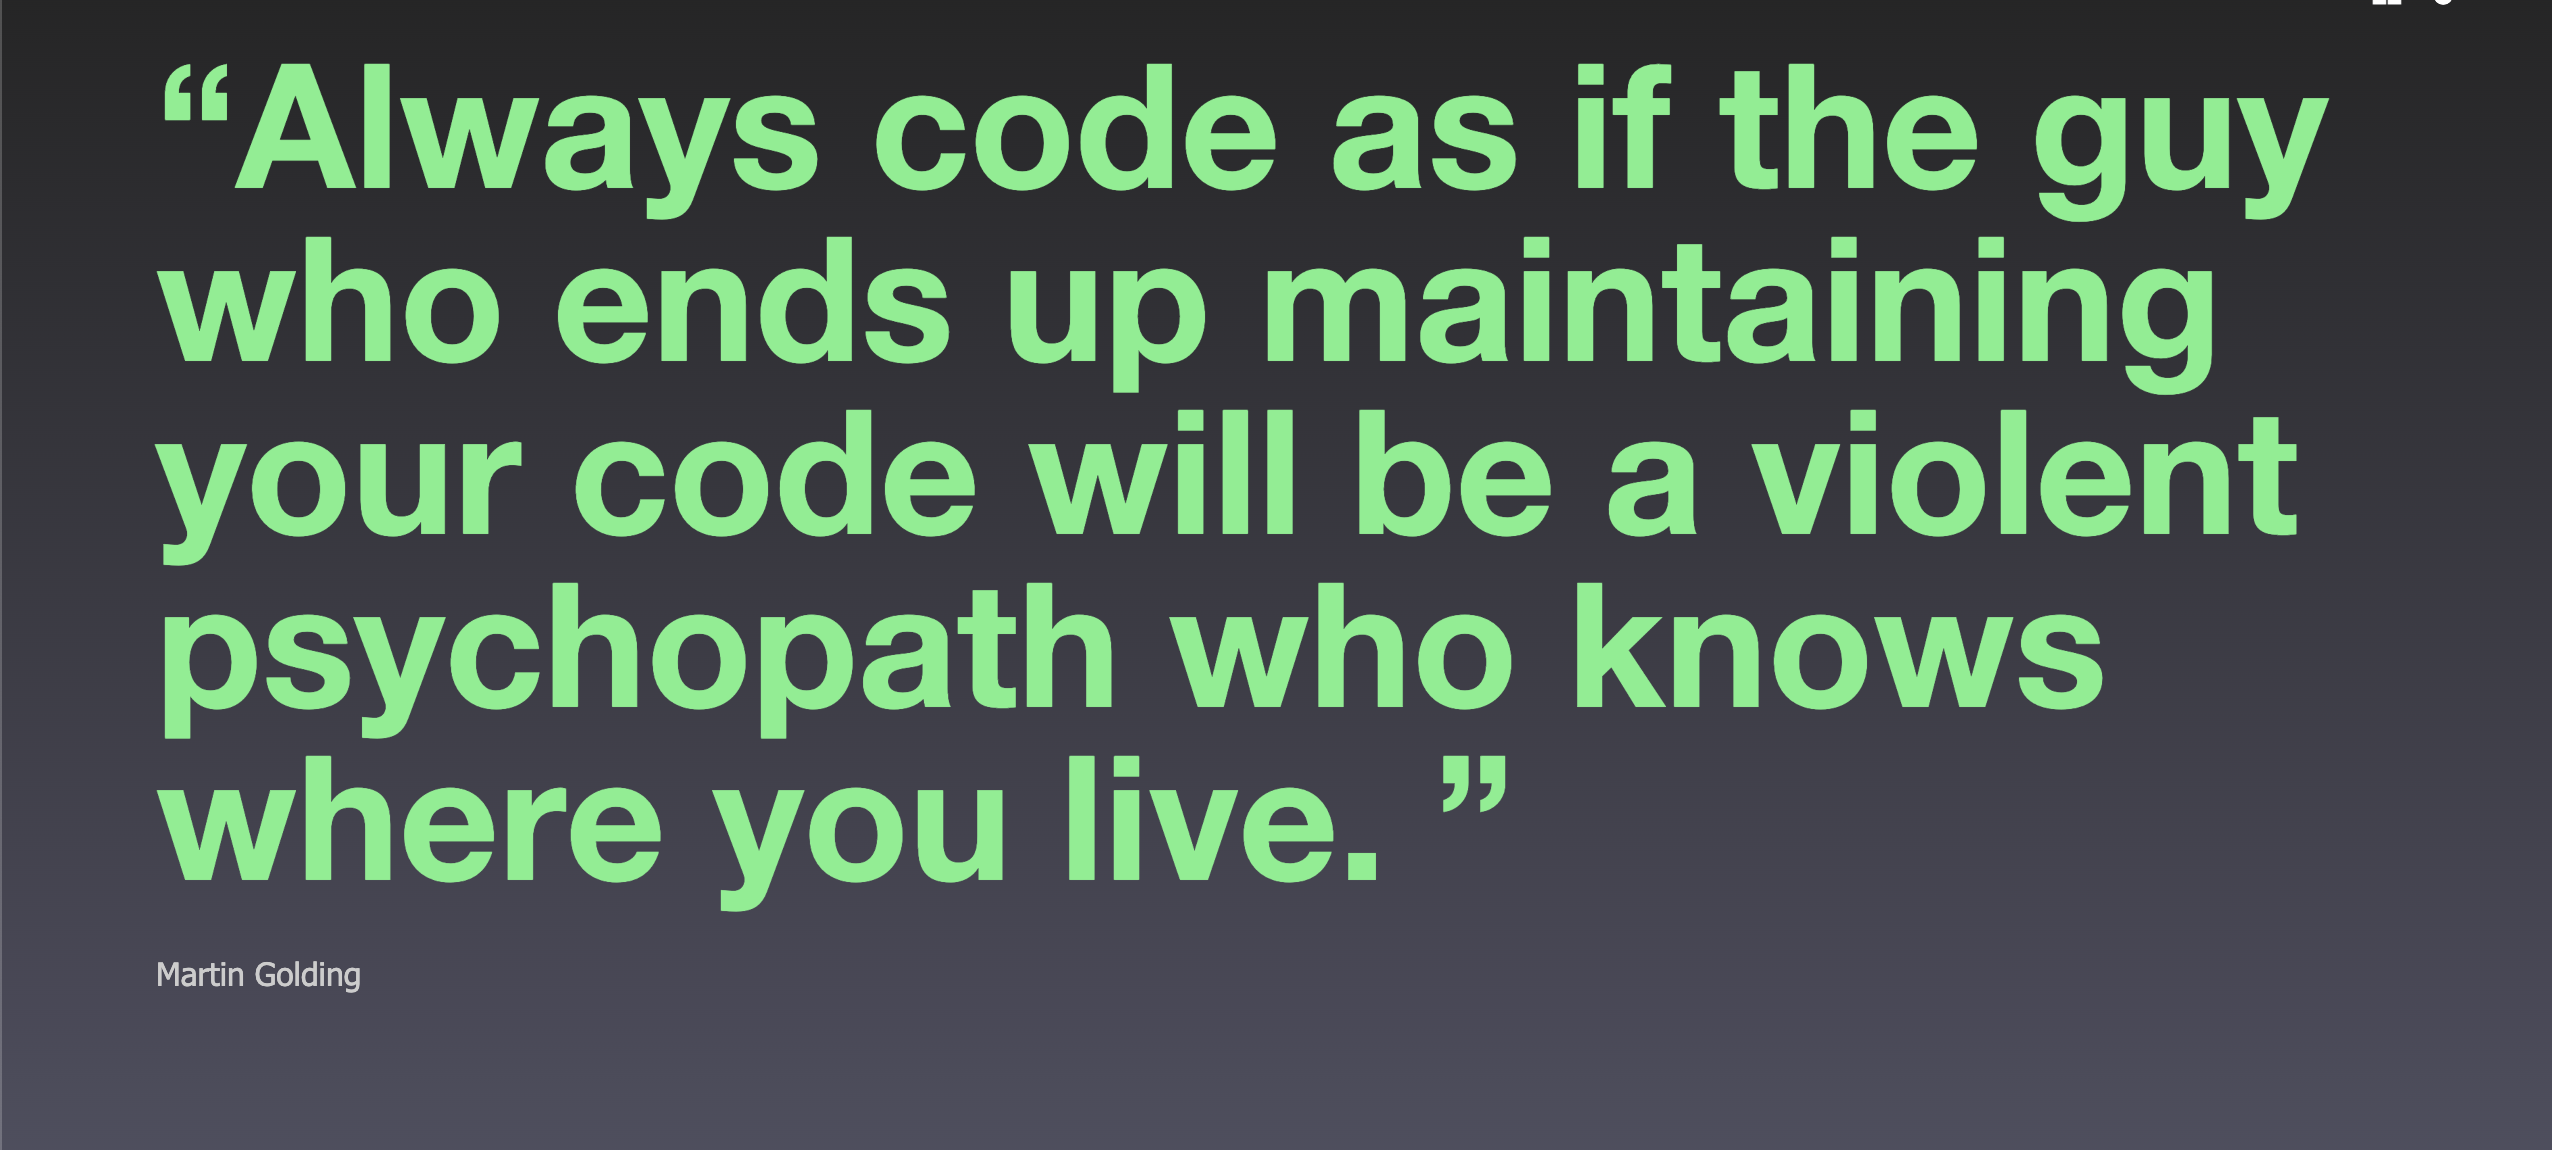 “Always code as if the guy
who ends up maintaining
your code will be a violent
psychopath who knows
where you live. ”
Martin Golding